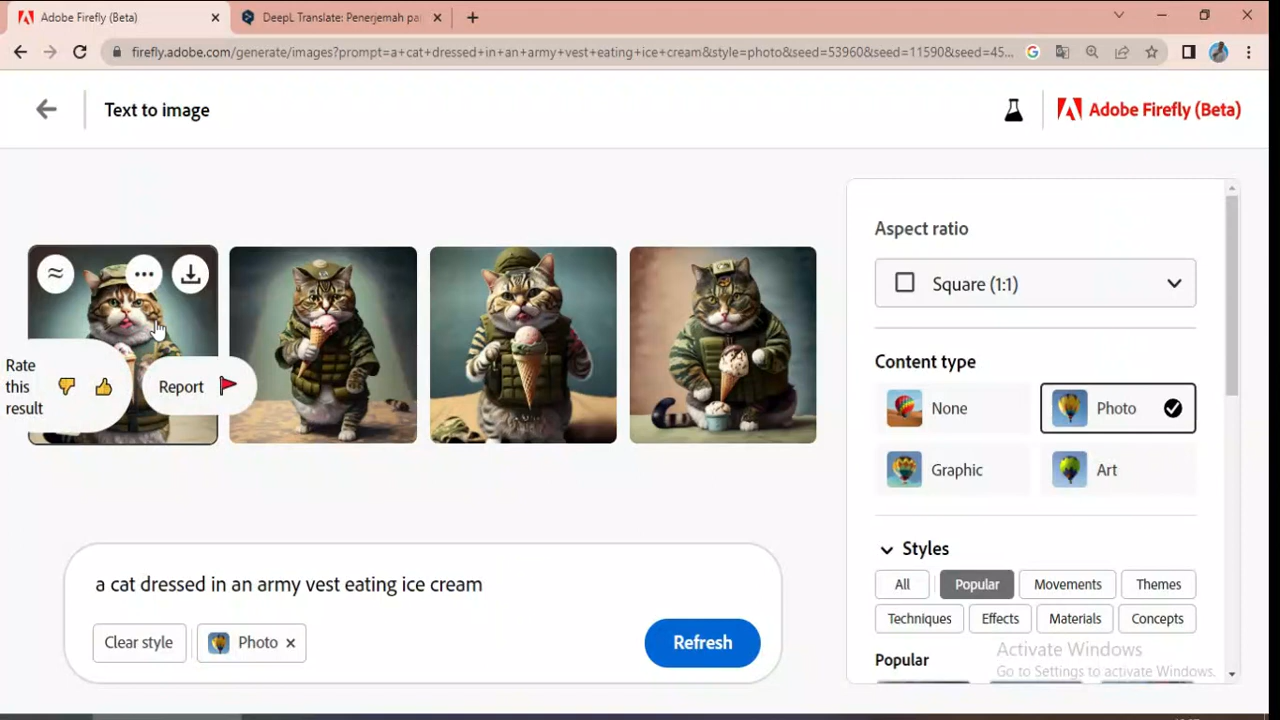 Adobe Firefly (Beta)
DeepL Translate: Penerjemah pa
firefly.adobe.com/generate/images?prompt=a+cat+dressed+in+an+army+vest+eating+ice+cream&style=photo&seed=53960&seed=11590&seed=45...
Text to image
Adobe Firefly (Beta)
Rate
this
result
Report
Aspect ratio
Square (1:1)
Content type
None
Photo
Graphic
Art
Styles
All
Popular
Movements
Themes
Techniques
Effects
Materials
Concepts
Popular
Activate Windows
Go to Settings to activate Windows.
a cat dressed in an army vest eating ice cream
Clear style
Photo
Refresh